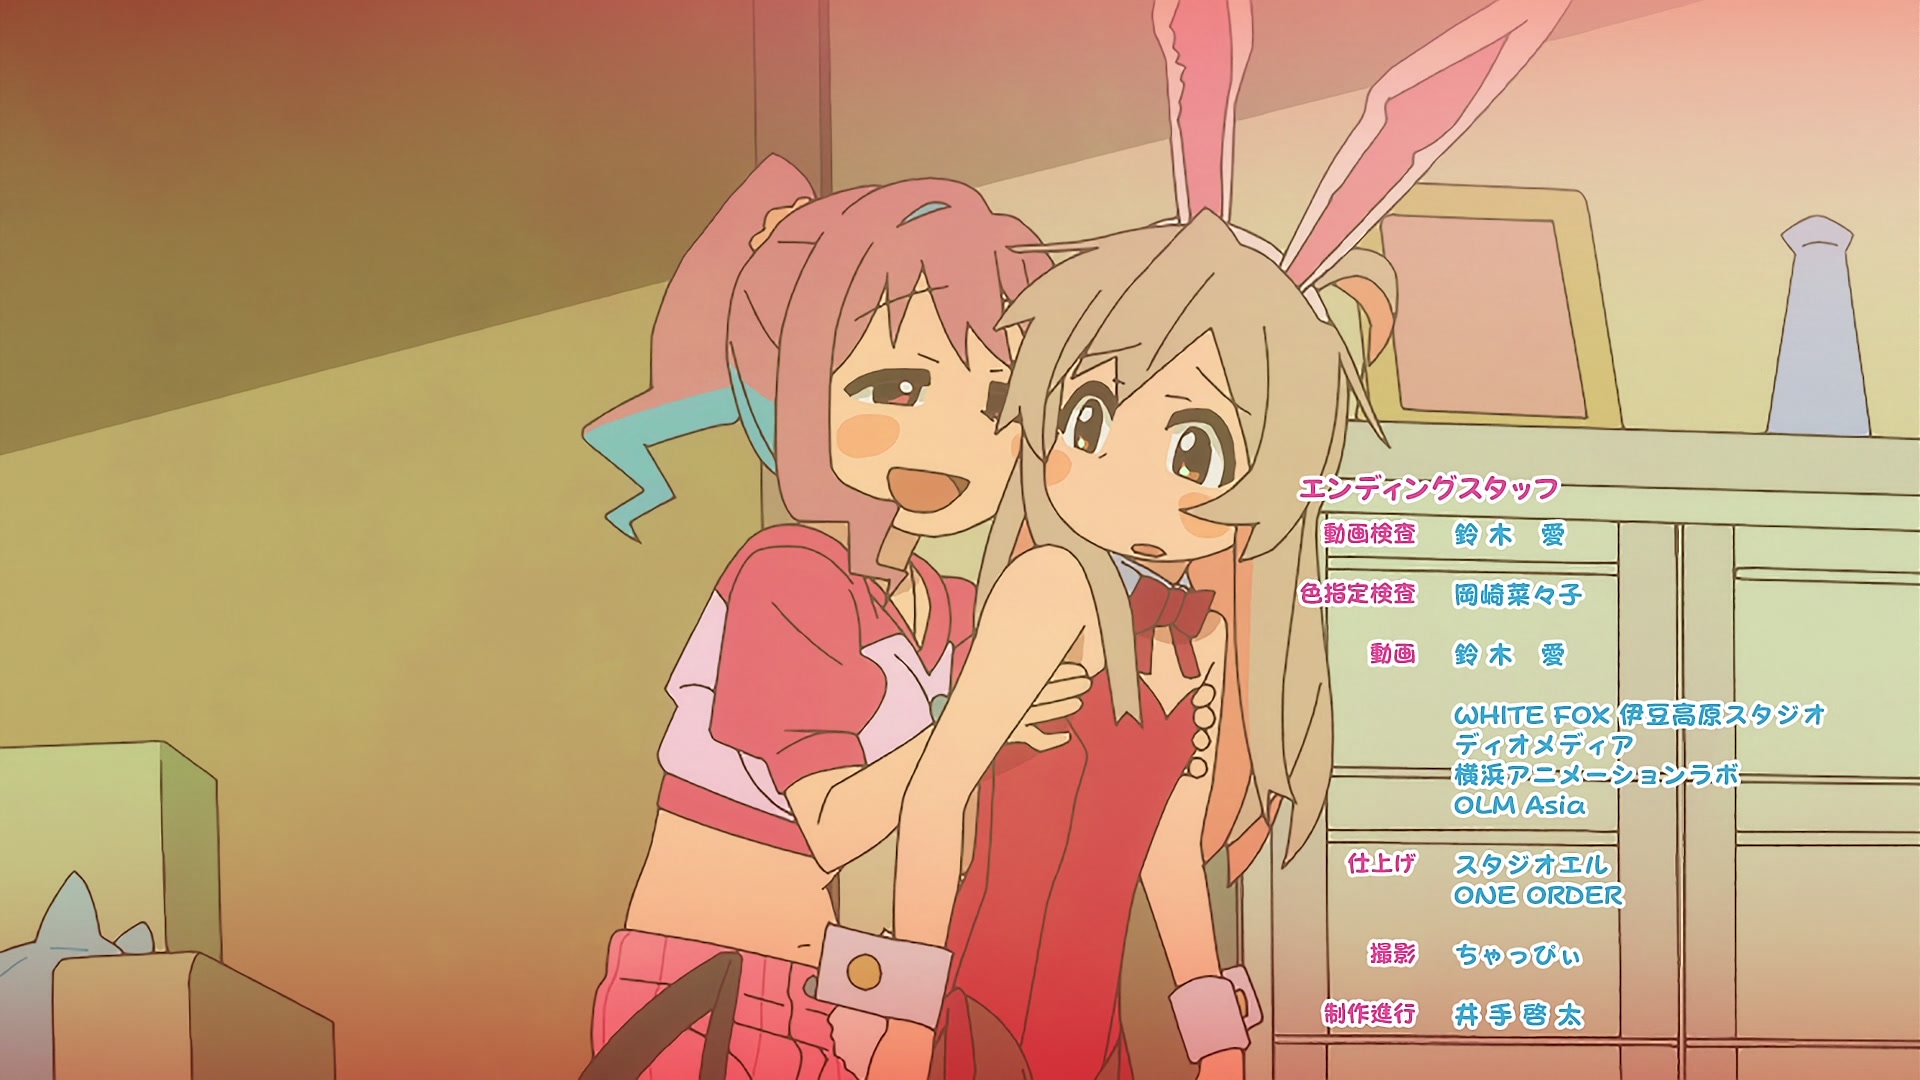 エンディングスタッフ
動画検査 鈴木 愛
色指定検査 岡崎菜々子
動画 鈴木 愛
WHITE FOX 伊豆高原スタジオ
ディオメディア
横浜アニメーションラボ
OLM Asia
仕上げ スタジオエル
ONE ORDER
撮影 ちゃっぴぃ
制作進行 井手啓太